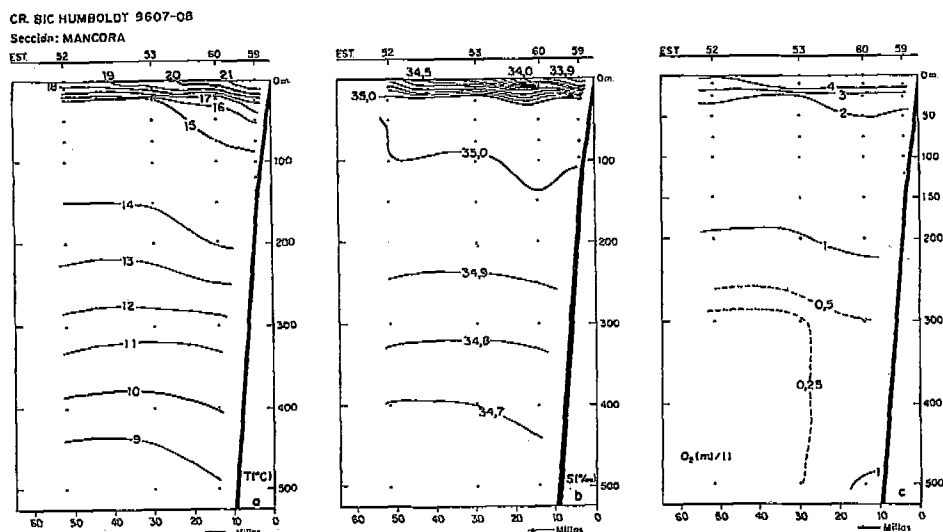 CR. BIC HUMBOLDT 9607-08
Sección: MANCORA
EST. 52 53 60 59
19 20 21 0m.
18 17 16
15
100
14
200
13
12
300
11
10
400
9
T(°C)
a
500
60 50 40 30 20 10 0
Millas
EST. 52 53 60 59
34,5 34,0 33,9 0m.
35,0
35,0
100
200
34,9
300
34,8
400
34,7
S(‰)
b
500
60 50 40 30 20 10 0
Millas
EST 52 53 60 59
0m.
4
3
2
50
100
150
1
200
0,5
300
0,25
400
O2(ml/l)
1
c
500
60 50 40 30 20 10 0
Millas